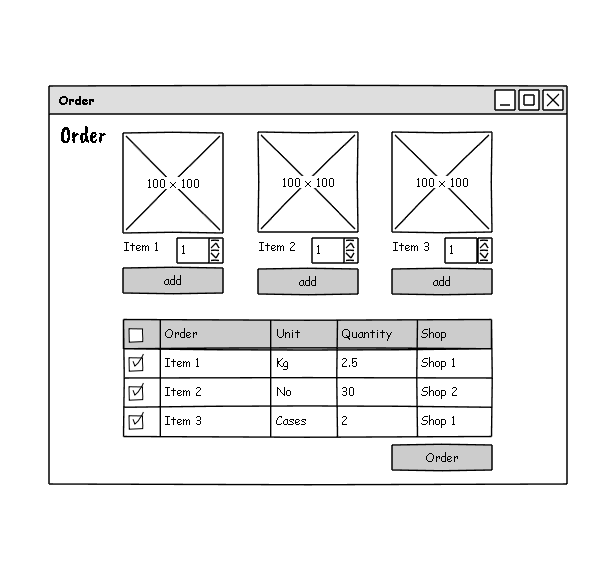 Order
Order
100 × 100 100 × 100 100 × 100
Item 1 1 Item 2 1 Item 3 1
add add add
Order Unit Quantity Shop
Item 1 Kg 2.5 Shop 1
Item 2 No 30 Shop 2
Item 3 Cases 2 Shop 1
Order